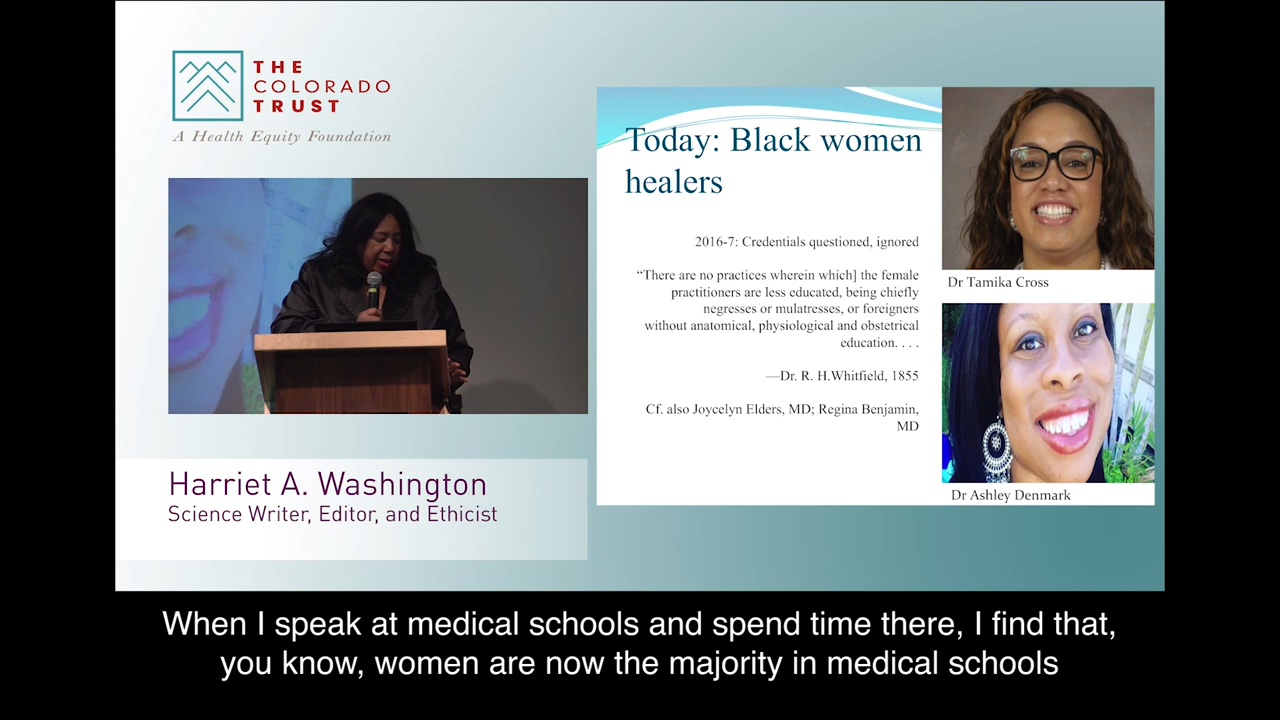 THE
COLORADO
TRUST
A Health Equity Foundation
Today: Black women
healers
2016-7: Credentials questioned, ignored
“There are no practices wherein which] the female
practitioners are less educated, being chiefly
negresses or mulatresses, or foreigners
without anatomical, physiological and obstetrical
education. . . .
—Dr. R. H.Whitfield, 1855
Cf. also Joycelyn Elders, MD; Regina Benjamin,
MD
Dr Tamika Cross
Dr Ashley Denmark
Harriet A. Washington
Science Writer, Editor, and Ethicist
When I speak at medical schools and spend time there, I find that,
you know, women are now the majority in medical schools